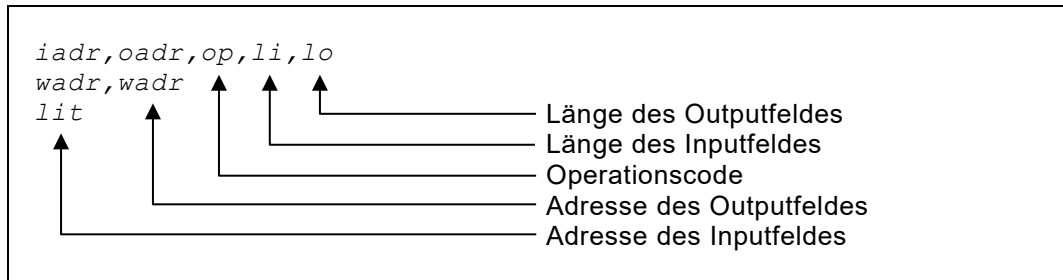 iadr,oadr,op,li,lo
wadr,wadr
lit
Länge des Outputfeldes
Länge des Inputfeldes
Operationscode
Adresse des Outputfeldes
Adresse des Inputfeldes